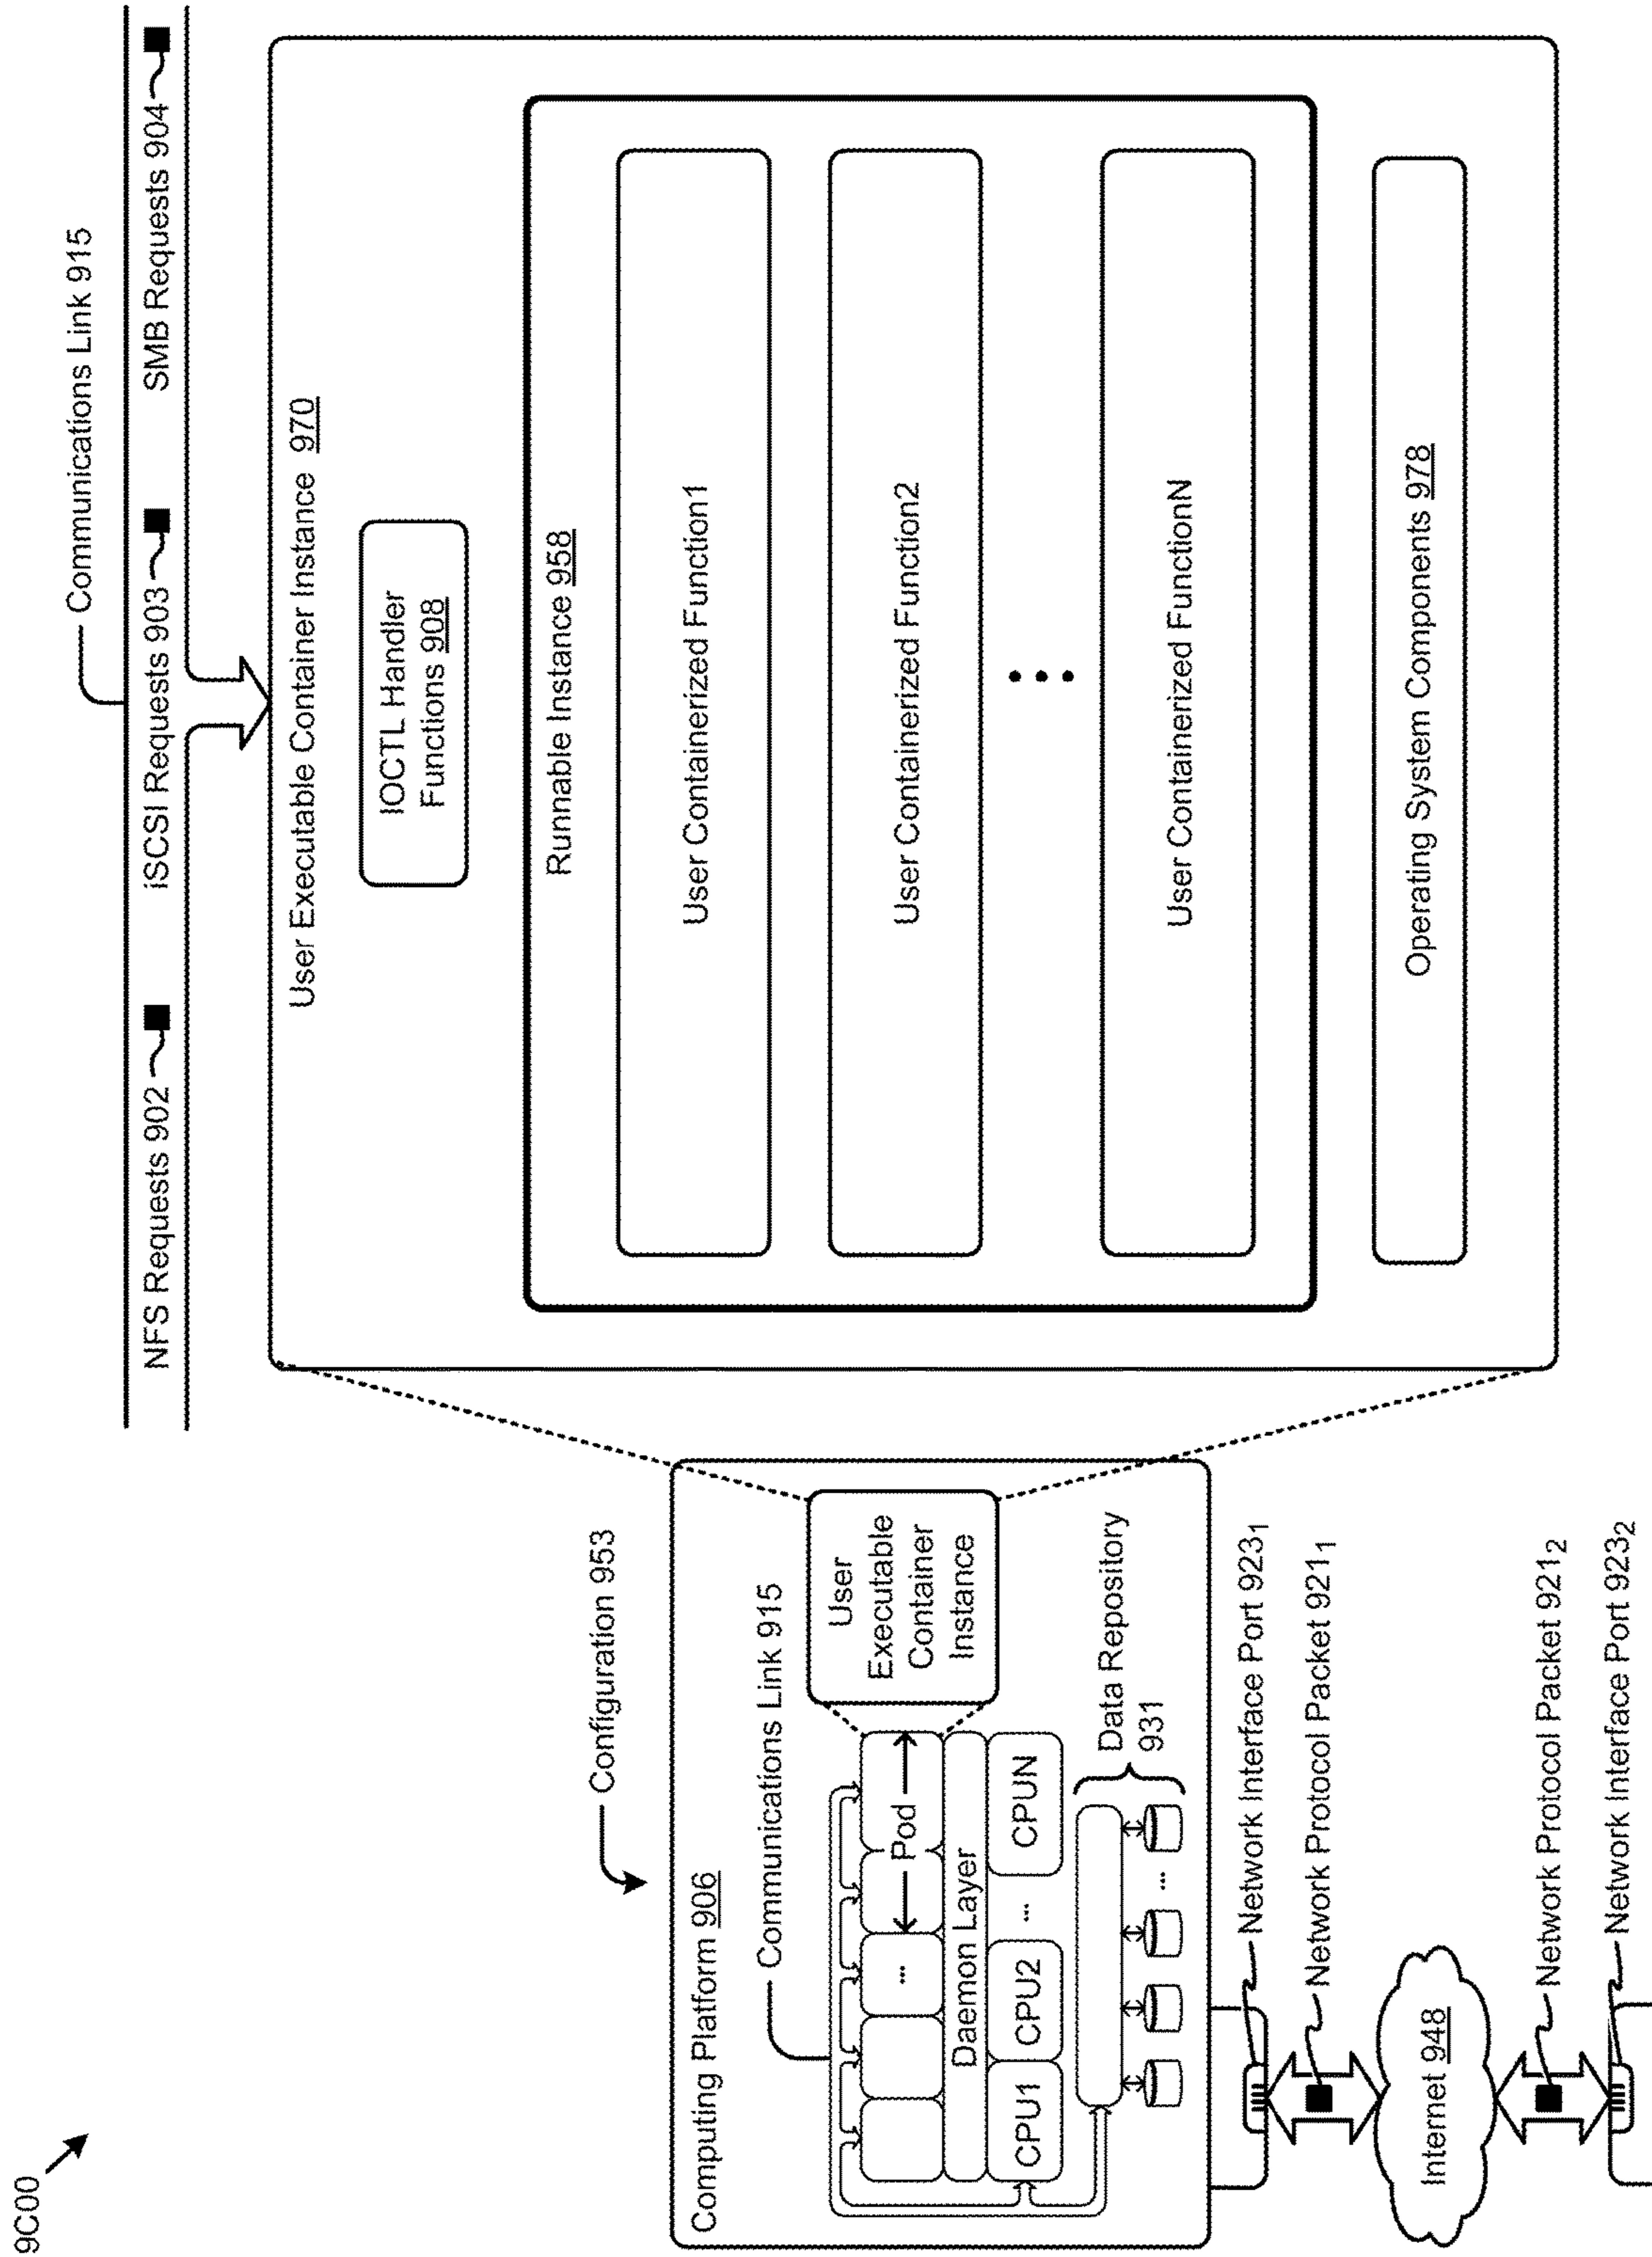 9C00
Communications Link 915
NFS Requests 902
iSCSI Requests 903
SMB Requests 904
Configuration 953
Computing Platform 906
Communications Link 915
Pod
...
Daemon Layer
CPU1
CPU2
...
CPUN
User
Executable
Container
Instance
Data Repository
931
...
Network Interface Port 923₁
Network Protocol Packet 921₁
Internet 948
Network Protocol Packet 921₂
Network Interface Port 923₂
User Executable Container Instance 970
IOCTL Handler
Functions 908
Runnable Instance 958
User Containerized Function1
User Containerized Function2
User Containerized FunctionN
Operating System Components 978